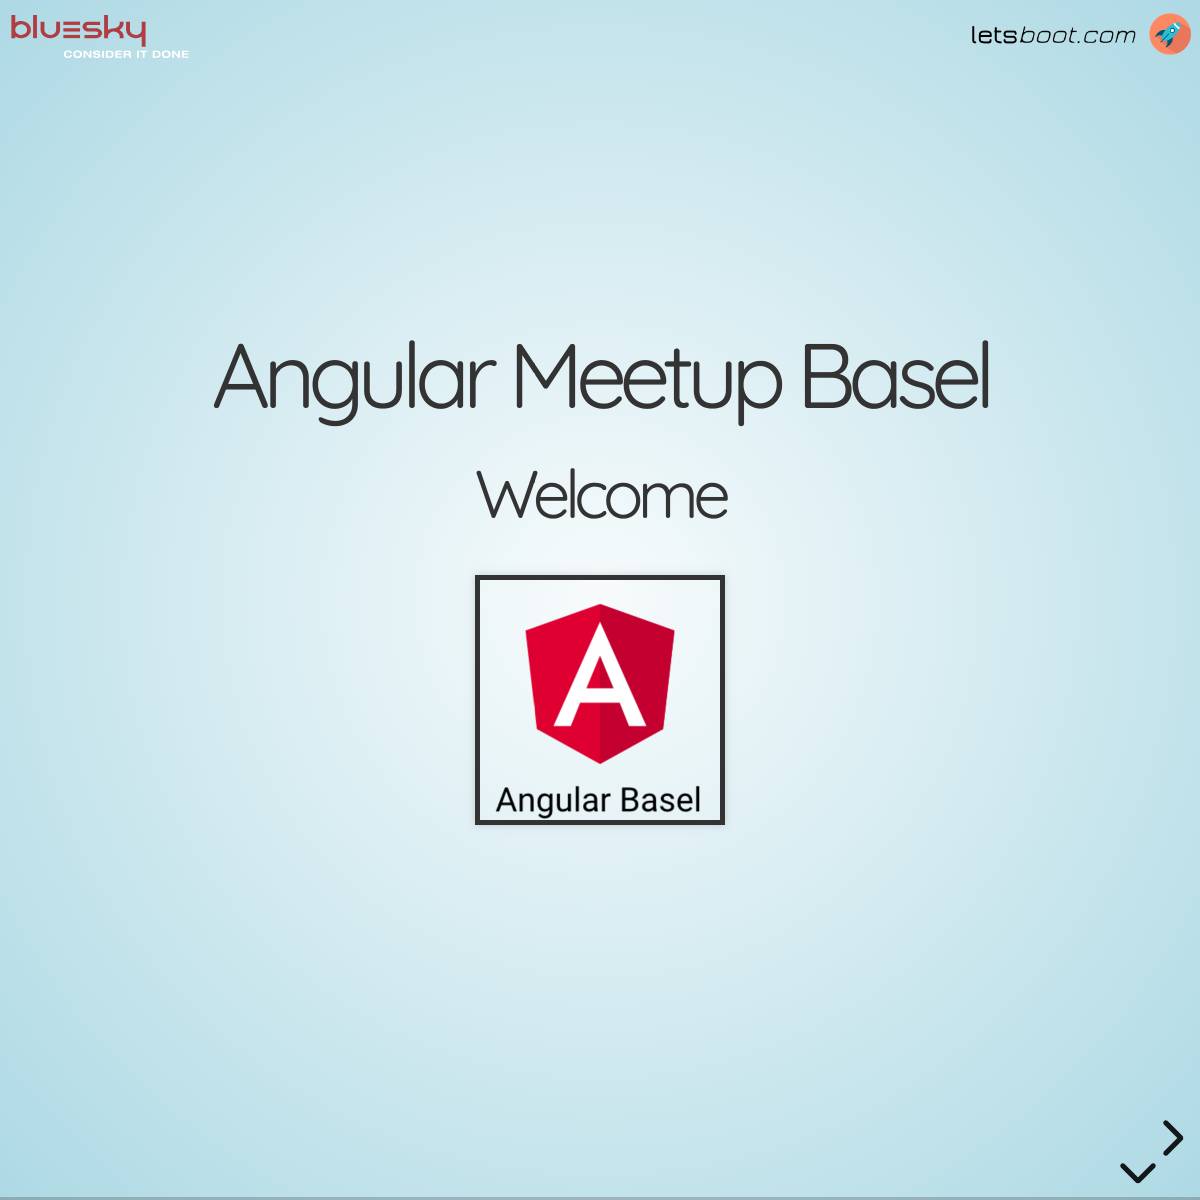 bluesky
CONSIDER IT DONE
letsboot.com
Angular Meetup Basel
Welcome
A
Angular Basel